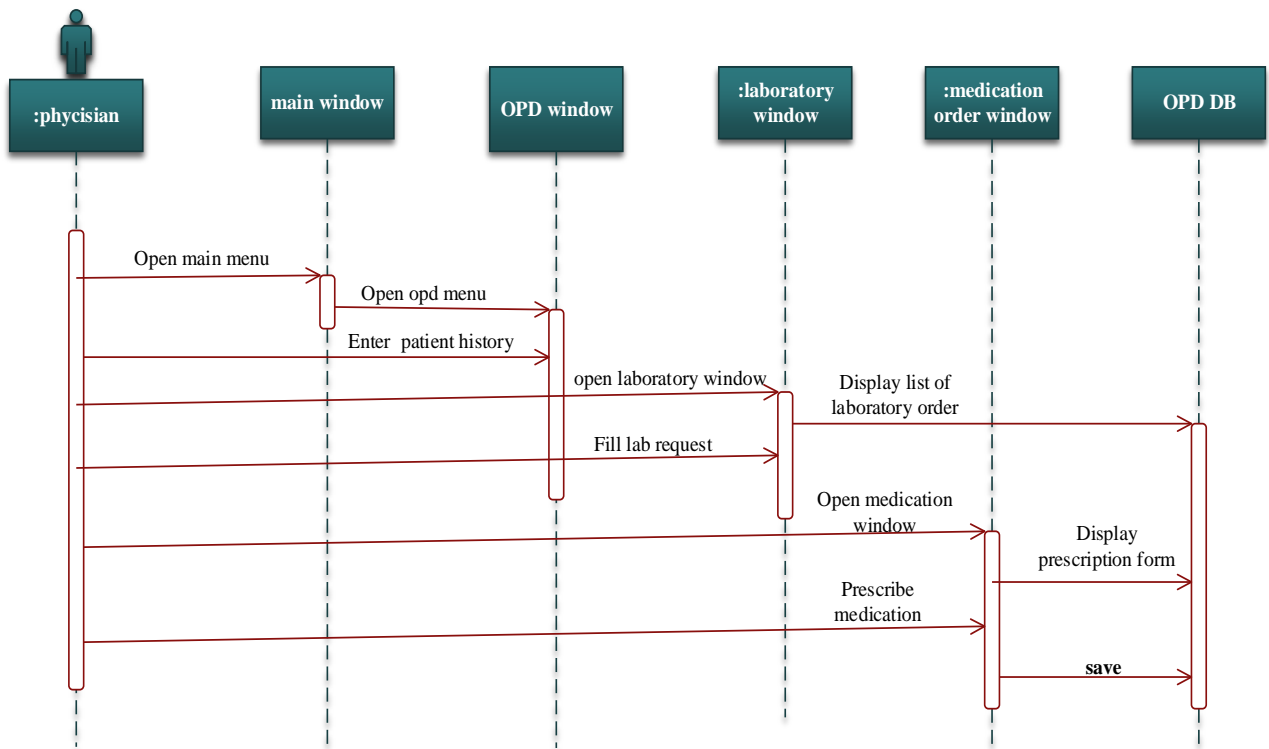 :phycisian
main window
OPD window
:laboratory
window
:medication
order window
OPD DB
Open main menu
Open opd menu
Enter  patient history
open laboratory window
Display list of
laboratory order
Fill lab request
Open medication
window
Display
prescription form
Prescribe
medication
save